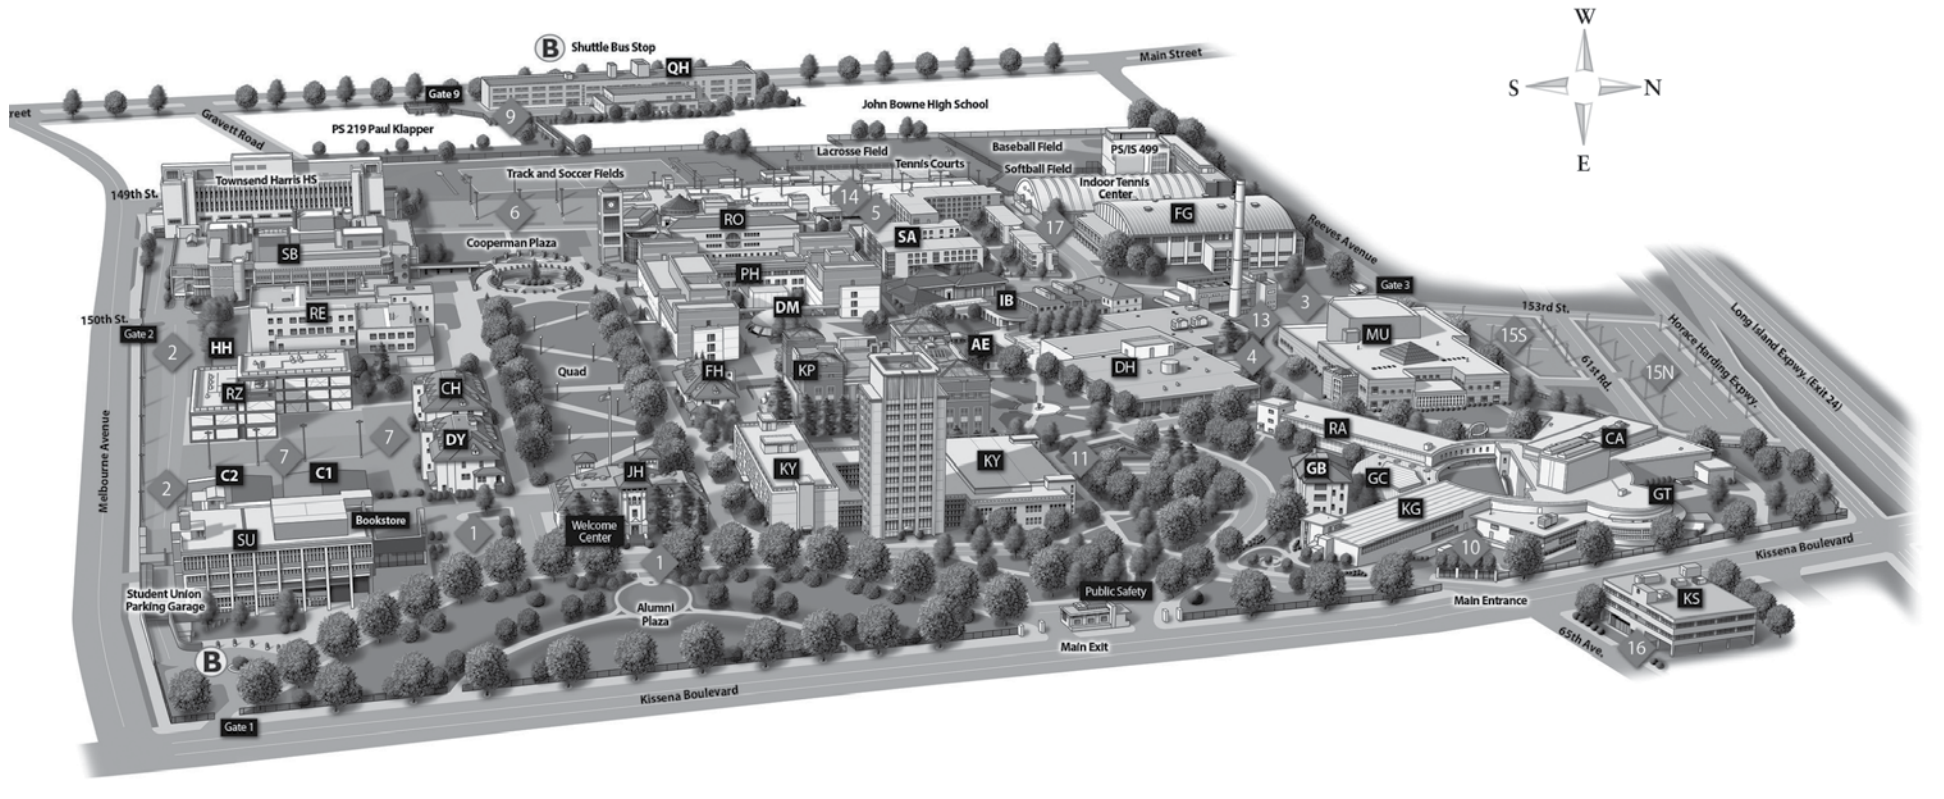 W
S N
E
B Shuttle Bus Stop
QH
Main Street
Gate 9
John Bowne High School
reet
Gravett Road
PS 219 Paul Klapper
9
Lacrosse Field
Baseball Field
PS/IS 499
Tennis Courts
Softball Field
Townsend Harris HS
Track and Soccer Fields
Indoor Tennis
Center
149th St.
14
5
6
RO
FG
17
SA
Reeves Avenue
Cooperman Plaza
SB
PH
Gate 3
IB
3
DM
153rd St.
Long Island Expwy. (Exit 24)
RE
150th St.
Gate 2
13
MU
15S
Horace Harding Expwy.
2
HH
AE
4
DH
61st Rd.
15N
Quad
FH
KP
CH
RZ
RA
7
DY
CA
KY
KY
11
7
Melbourne Avenue
C2
C1
JH
GB
GC
GT
2
KG
Bookstore
Welcome
Center
1
SU
10
Kissena Boulevard
1
Student Union
Parking Garage
Public Safety
Main Entrance
KS
Alumni
Plaza
65th Ave.
16
Main Exit
B
Kissena Boulevard
Gate 1